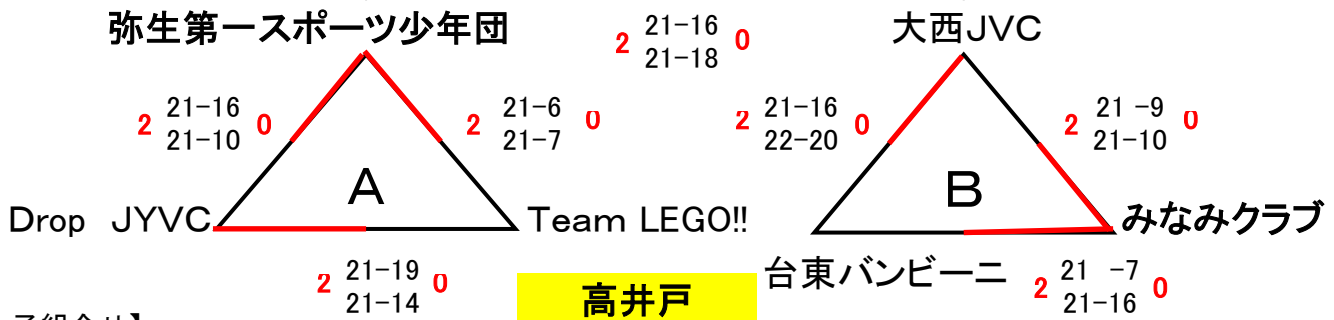 弥生第一スポーツ少年団
大西JVC
2 21-16 0
21-18
2 21-16 0
21-10
2 21-6 0
21-7
2 21-16 0
22-20
2 21 -9 0
21-10
A
B
Drop JYVC
Team LEGO!!
みなみクラブ
台東バンビーニ
2 21-19 0
21-14
高井戸
2 21 -7 0
21-16